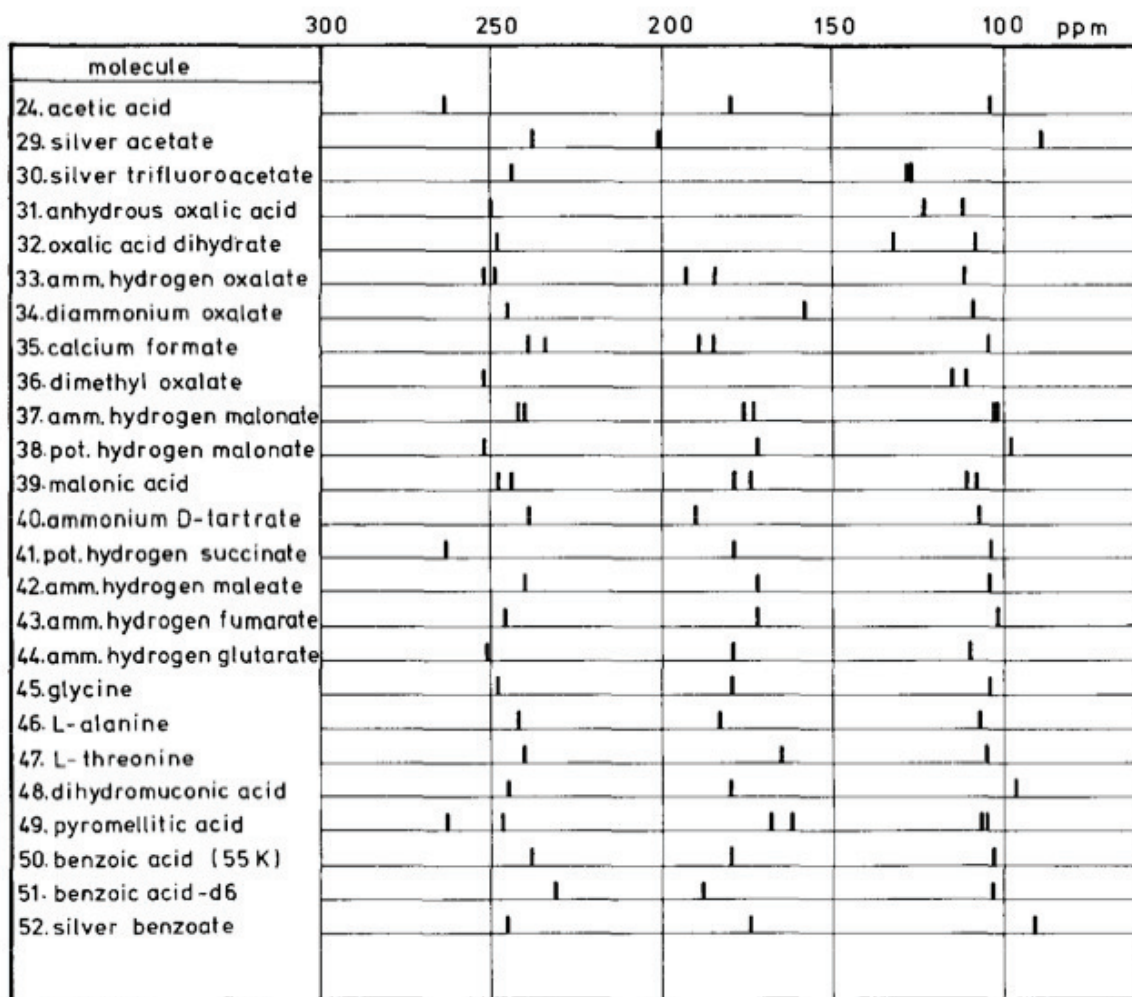 300 250 200 150 100 ppm
molecule
24. acetic acid
29. silver acetate
30. silver trifluoroacetate
31. anhydrous oxalic acid
32. oxalic acid dihydrate
33. amm. hydrogen oxalate
34. diammonium oxalate
35. calcium formate
36. dimethyl oxalate
37. amm. hydrogen malonate
38. pot. hydrogen malonate
39. malonic acid
40. ammonium D-tartrate
41. pot. hydrogen succinate
42. amm. hydrogen maleate
43. amm. hydrogen fumarate
44. amm. hydrogen glutarate
45. glycine
46. L-alanine
47. L-threonine
48. dihydromuconic acid
49. pyromellitic acid
50. benzoic acid (55 K)
51. benzoic acid-d6
52. silver benzoate